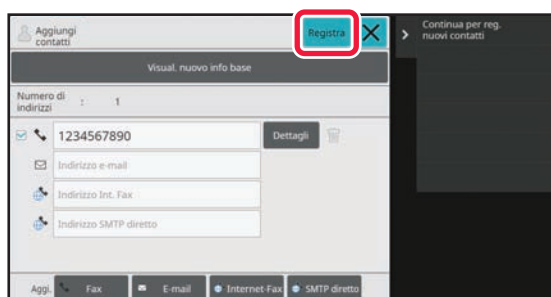 Aggiungi
contatti
Registra
Continua per reg.
nuovi contatti
Visual. nuovo info base
Numero di
indirizzi : 1
1234567890
Dettagli
Indirizzo e-mail
Indirizzo Int. Fax
Indirizzo SMTP diretto
Aggi. Fax E-mail Internet-Fax SMTP diretto